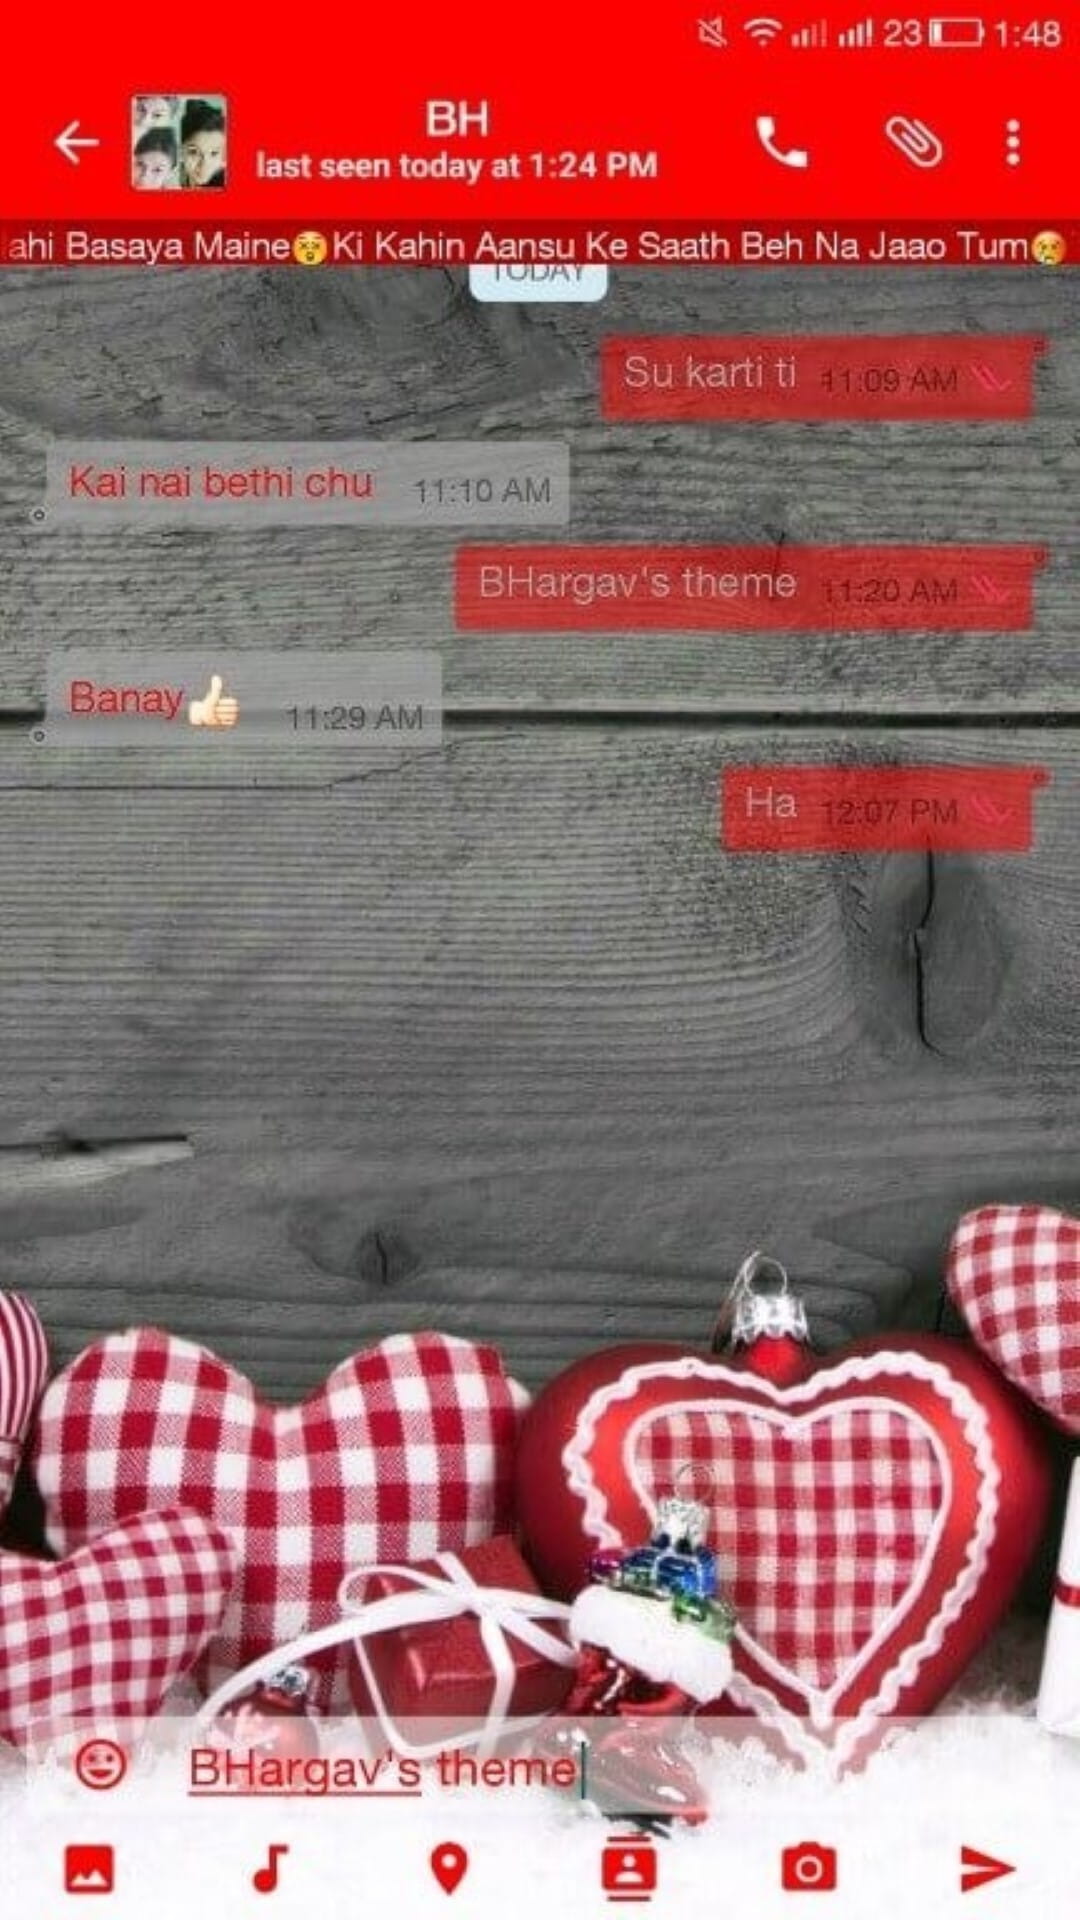 23 1:48
BH
last seen today at 1:24 PM
ahi Basaya Maine😲Ki Kahin Aansu Ke Saath Beh Na Jaao Tum😢
TODAY
Su karti ti 11:09 AM
Kai nai bethi chu 11:10 AM
BHargav's theme 11:20 AM
Banay👍🏻 11:29 AM
Ha 12:07 PM
BHargav's theme